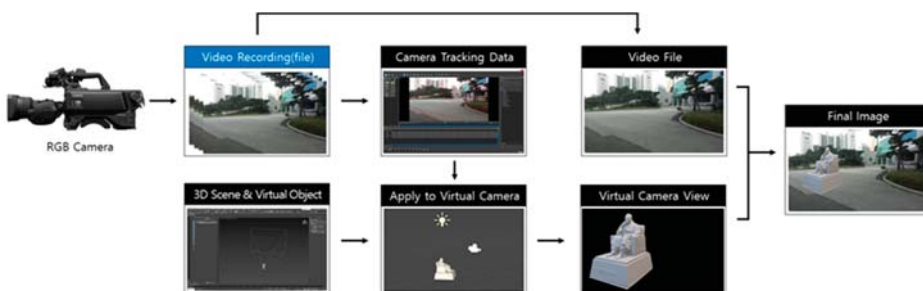 Video Recording(file)
Camera Tracking Data
Video File
RGB Camera
Final Image
3D Scene & Virtual Object
Apply to Virtual Camera
Virtual Camera View